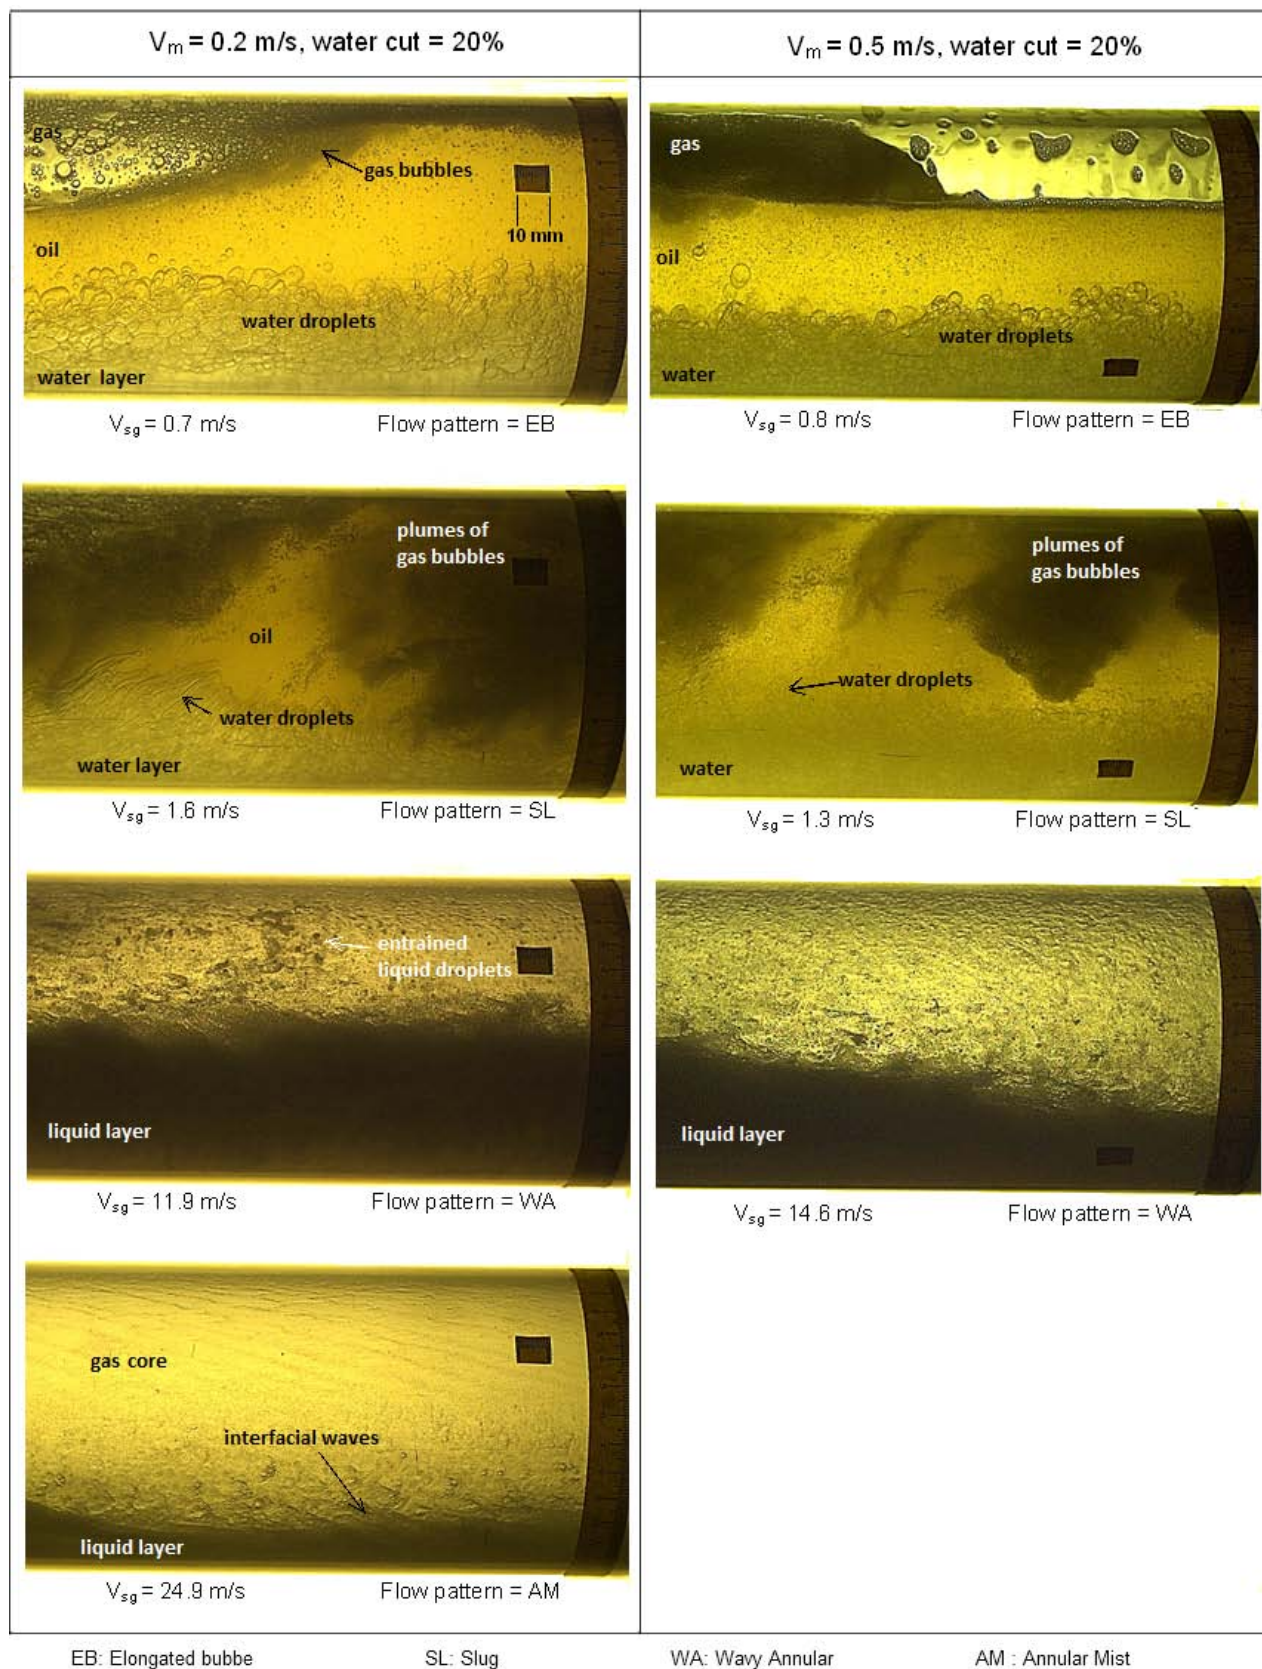 Vm = 0.2 m/s, water cut = 20%
Vm = 0.5 m/s, water cut = 20%
gas
gas bubbles
10 mm
oil
water droplets
water layer
Vsg = 0.7 m/s
Flow pattern = EB
gas
oil
water droplets
water
Vsg = 0.8 m/s
Flow pattern = EB
plumes of
gas bubbles
oil
water droplets
water layer
Vsg = 1.6 m/s
Flow pattern = SL
plumes of
gas bubbles
water droplets
water
Vsg = 1.3 m/s
Flow pattern = SL
entrained
liquid droplets
liquid layer
Vsg = 11.9 m/s
Flow pattern = WA
liquid layer
Vsg = 14.6 m/s
Flow pattern = WA
gas core
interfacial waves
liquid layer
Vsg = 24.9 m/s
Flow pattern = AM
EB: Elongated bubbe
SL: Slug
WA: Wavy Annular
AM : Annular Mist